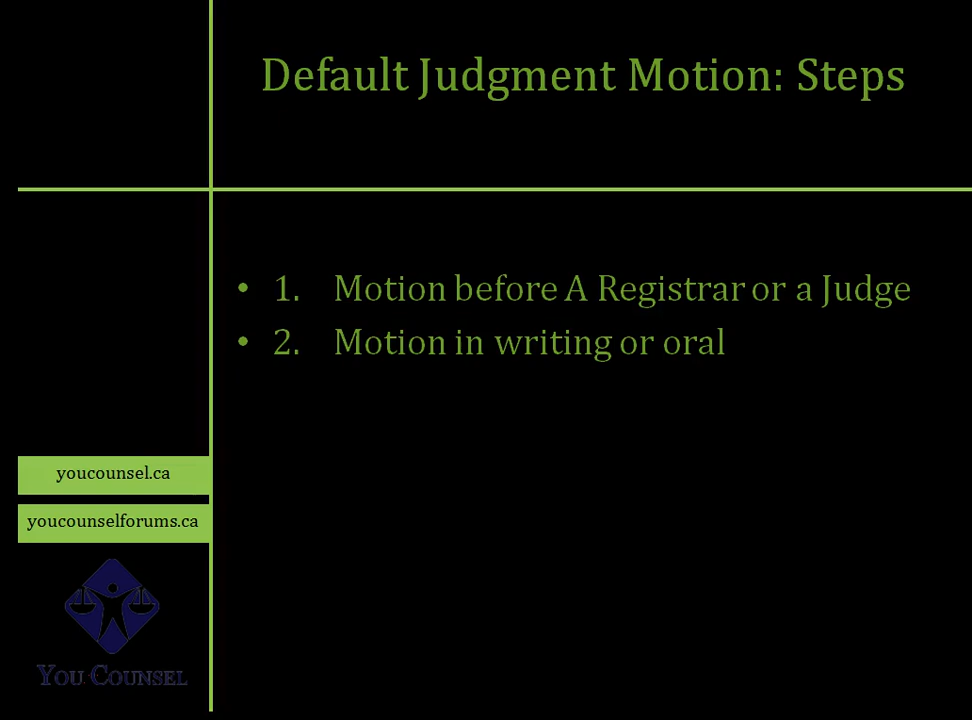 Default Judgment Motion: Steps
• 1. Motion before A Registrar or a Judge
• 2. Motion in writing or oral
youcounsel.ca
youcounselforums.ca
YOU COUNSEL